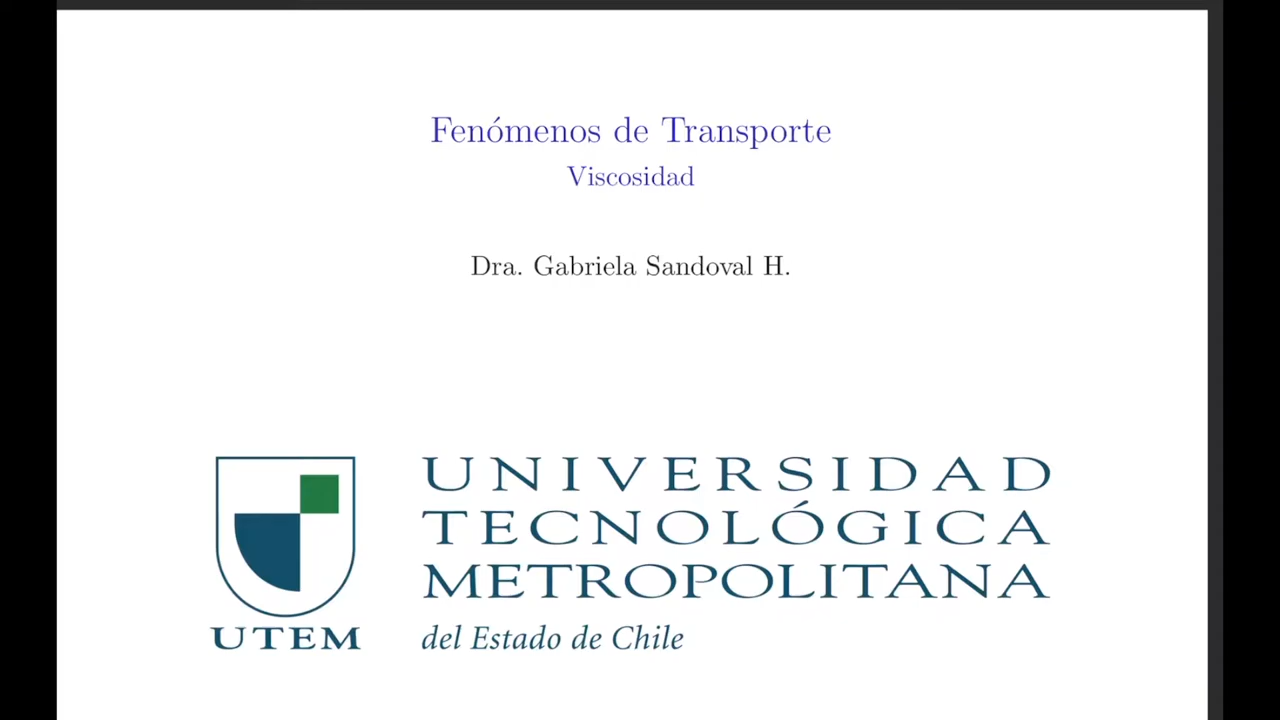 Fenómenos de Transporte
Viscosidad
Dra. Gabriela Sandoval H.
UNIVERSIDAD
TECNOLÓGICA
METROPOLITANA
UTEM
del Estado de Chile